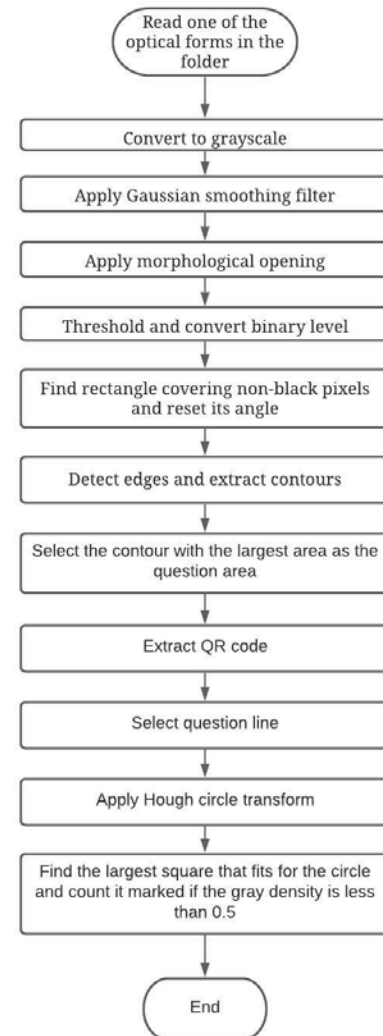 Read one of the
optical forms in the
folder
Convert to grayscale
Apply Gaussian smoothing filter
Apply morphological opening
Threshold and convert binary level
Find rectangle covering non-black pixels
and reset its angle
Detect edges and extract contours
Select the contour with the largest area as the
question area
Extract QR code
Select question line
Apply Hough circle transform
Find the largest square that fits for the circle
and count it marked if the gray density is less
than 0.5
End